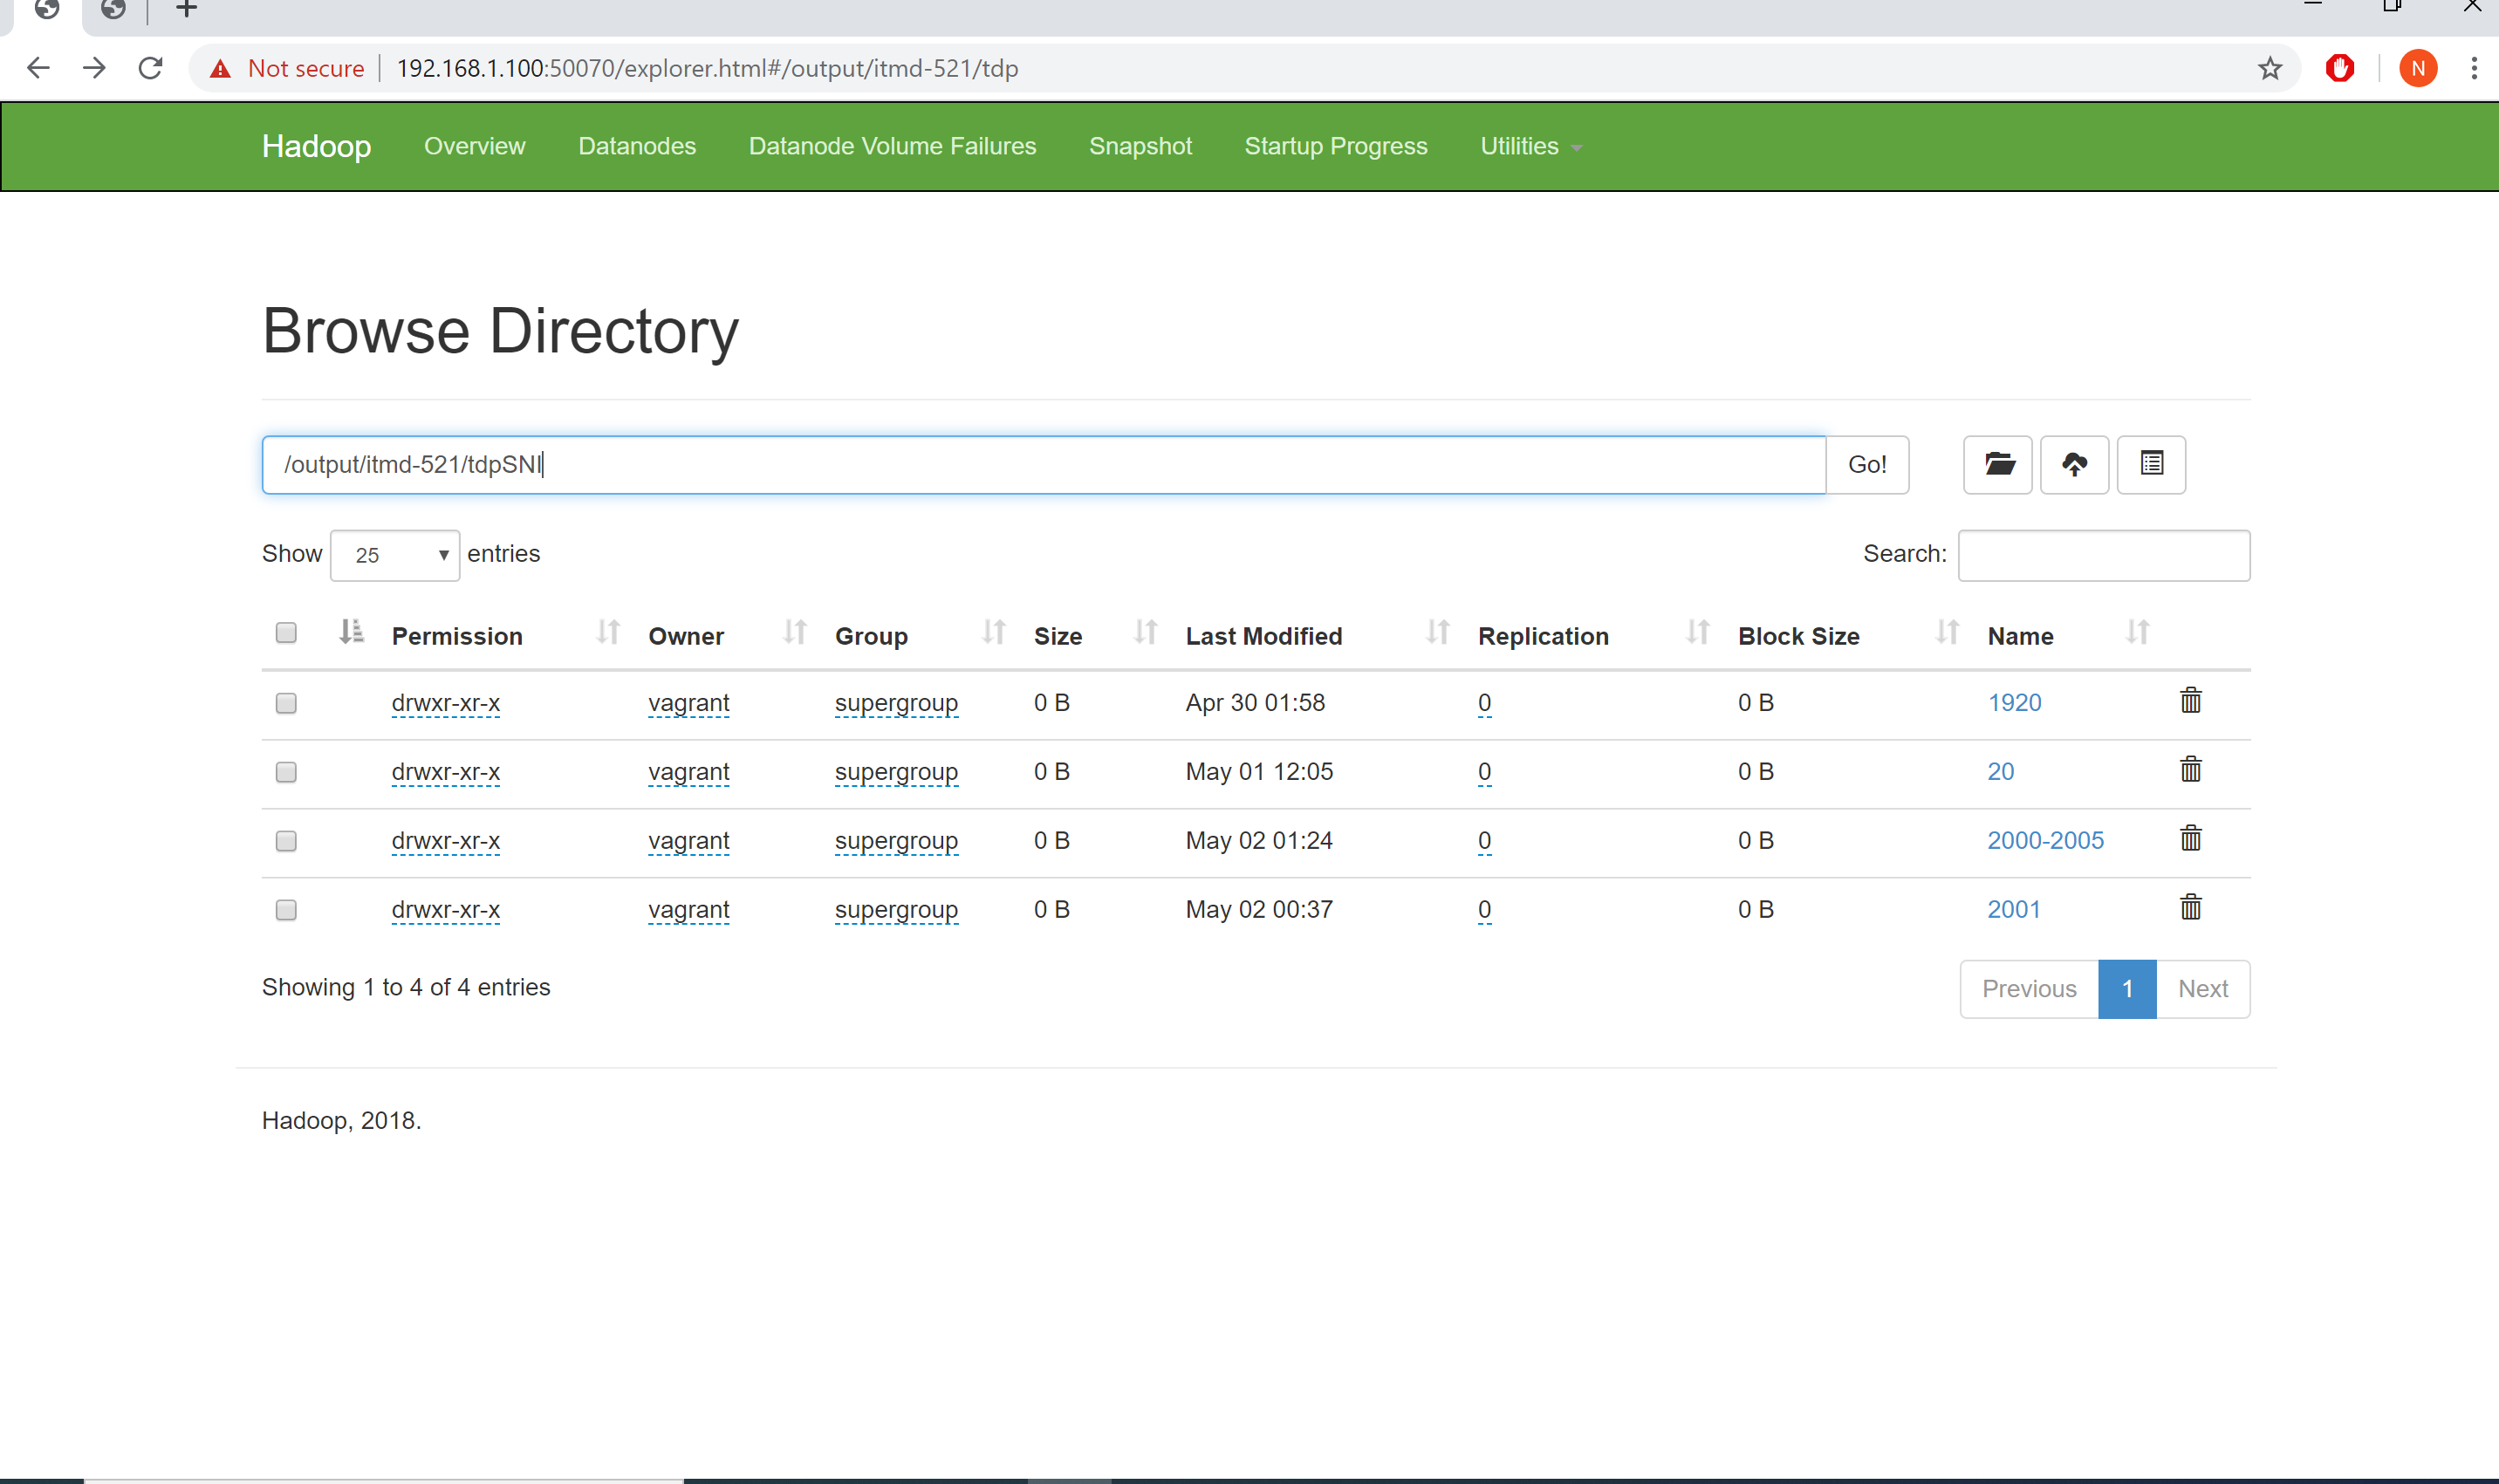 Not secure 192.168.1.100:50070/explorer.html#/output/itmd-521/tdp N
Hadoop Overview Datanodes Datanode Volume Failures Snapshot Startup Progress Utilities
Browse Directory
/output/itmd-521/tdpSNI Go!
Show 25 entries Search:
Permission Owner Group Size Last Modified Replication Block Size Name
drwxr-xr-x vagrant supergroup 0 B Apr 30 01:58 0 0 B 1920
drwxr-xr-x vagrant supergroup 0 B May 01 12:05 0 0 B 20
drwxr-xr-x vagrant supergroup 0 B May 02 01:24 0 0 B 2000-2005
drwxr-xr-x vagrant supergroup 0 B May 02 00:37 0 0 B 2001
Showing 1 to 4 of 4 entries Previous 1 Next
Hadoop, 2018.